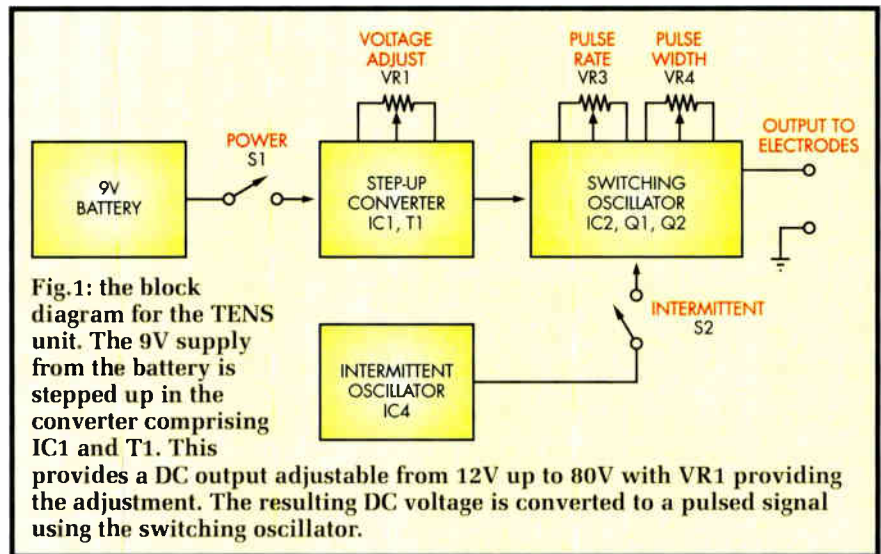 VOLTAGE
ADJUST
VR1
PULSE
RATE
VR3
PULSE
WIDTH
VR4
OUTPUT TO
ELECTRODES
POWER
S1
9V
BATTERY
STEP-UP
CONVERTER
IC1, T1
SWITCHING
OSCILLATOR
IC2, Q1, Q2
INTERMITTENT
S2
INTERMITTENT
OSCILLATOR
IC4
Fig.1: the block
diagram for the TENS
unit. The 9V supply
from the battery is
stepped up in the
converter comprising
IC1 and T1. This
provides a DC output adjustable from 12V up to 80V with VR1 providing
the adjustment. The resulting DC voltage is converted to a pulsed signal
using the switching oscillator.